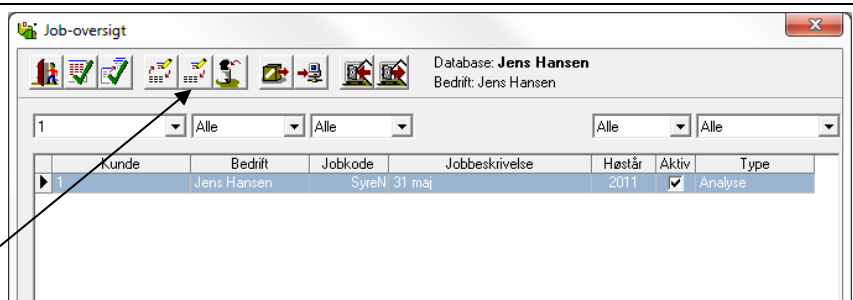 Job-oversigt
Database: Jens Hansen
Bedrift: Jens Hansen
1 Alle Alle Alle Alle
Kunde Bedrift Jobkode Jobbeskrivelse Høstår Aktiv Type
1 Jens Hansen SyreN 31 maj 2011 Analyse